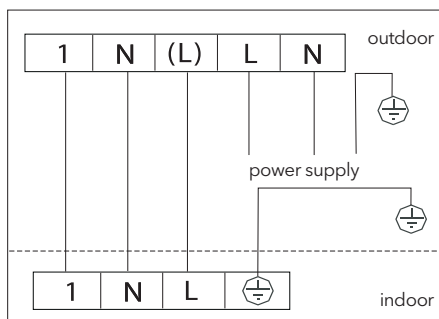 outdoor
1 N (L) L N
power supply
1 N L
indoor